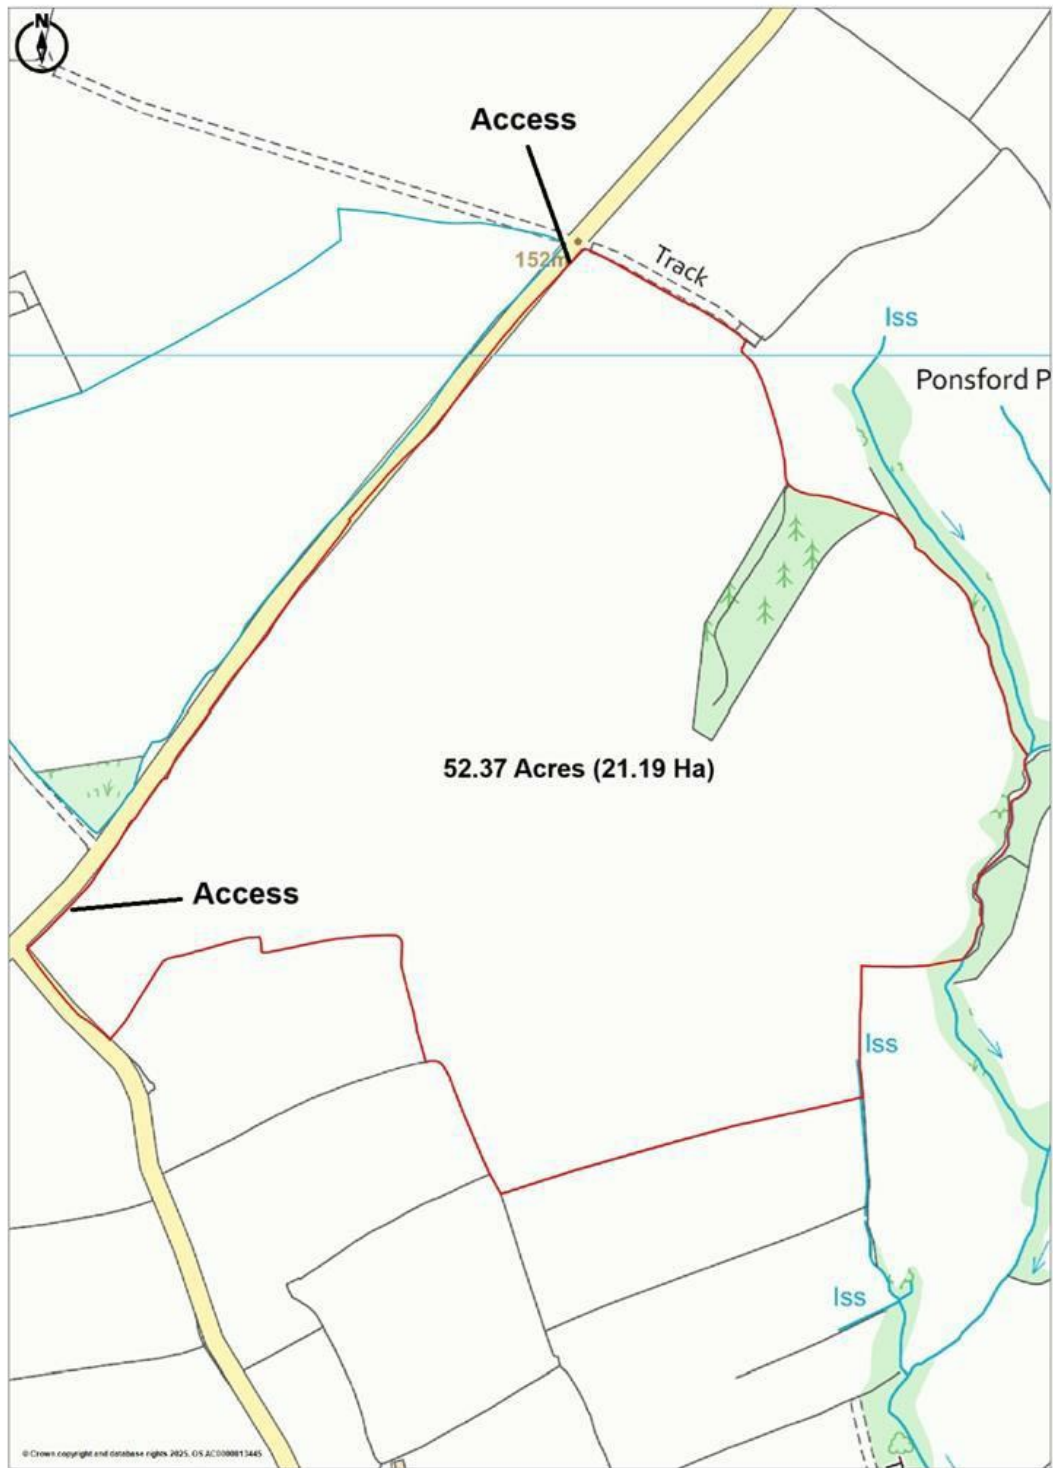 N
Access
152m
Track
Iss
Ponsford P
52.37 Acres (21.19 Ha)
Access
Iss
Iss
T
© Crown copyright and database rights 2025. OS AC0000813445